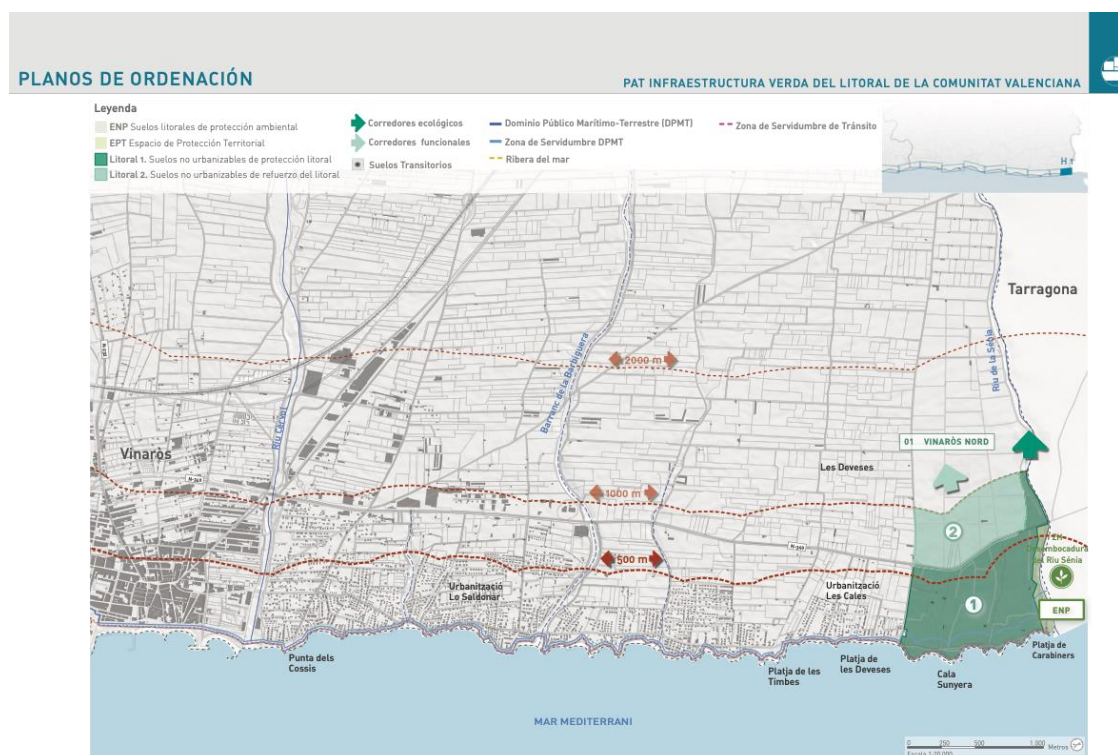 PLANOS DE ORDENACIÓN
PAT INFRAESTRUCTURA VERDA DEL LITORAL DE LA COMUNITAT VALENCIANA
Leyenda
ENP Suelos litorales de protección ambiental
EPT Espacio de Protección Territorial
Litoral 1. Suelos no urbanizables de protección litoral
Litoral 2. Suelos no urbanizables de refuerzo del litoral
Corredores ecológicos
Corredores funcionales
Suelos Transitorios
Dominio Público Marítimo-Terrestre (DPMT)
Zona de Servidumbre DPMT
Ribera del mar
Zona de Servidumbre de Tránsito
H 1
Tarragona
Riu de la Sénia
Barranc de la Barbiguera
2000 m
Riu Cérvol
01 VINARÒS NORD
Vinaròs
Les Deveses
1000 m
2
500 m
Urbanització
Lo Saldonar
Urbanització
Les Cales
1
ENP
Punta dels
Cossis
Platja de les
Timbes
Platja de
les Deveses
Cala
Sunyera
Platja de
Carabiners
MAR MEDITERRANI
0 250 500 1.000 Metros